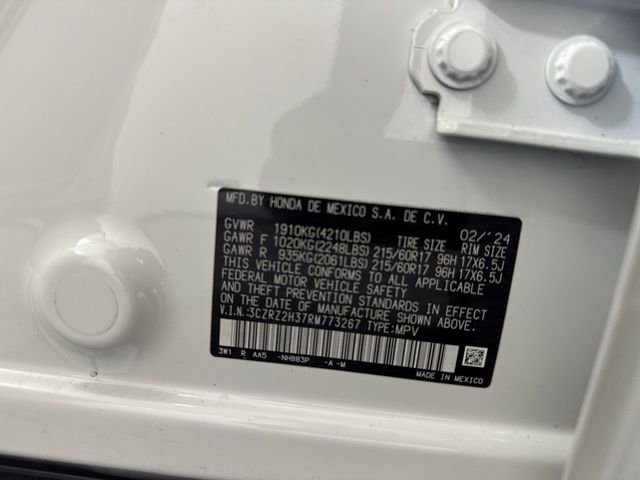 MFD.BY HONDA DE MEXICO S.A. DE C.V. 02/'24
GVWR 1910KG(4210LBS) TIRE SIZE RIM SIZE
GAWR F 1020KG(2248LBS) 215/60R17 96H 17X6.5J
GAWR R 935KG(2061LBS) 215/60R17 96H 17X6.5J
THIS VEHICLE CONFORMS TO ALL APPLICABLE
FEDERAL MOTOR VEHICLE SAFETY
AND THEFT PREVENTION STANDARDS IN EFFECT
ON THE DATE OF MANUFACTURE SHOWN ABOVE.
V.I.N.:3CZRZ2H37RM773267 TYPE:MPV
3W1 R AA5 -NH883P -A -M
MADE IN MEXICO